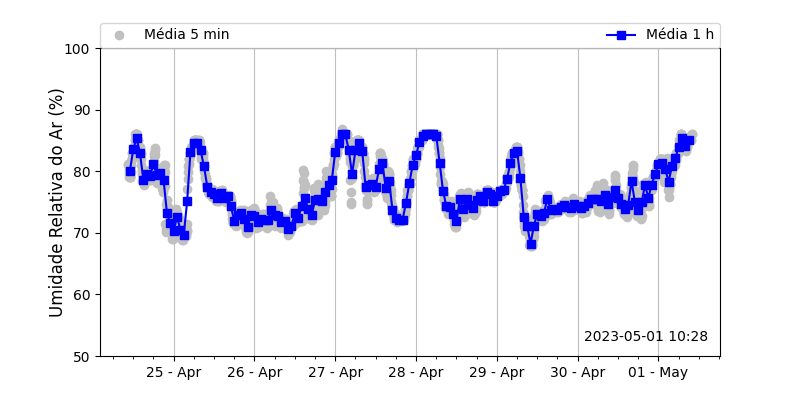 Média 5 min
Média 1 h
Umidade Relativa do Ar (%)
100
90
80
70
60
50
2023-05-01 10:28
25 - Apr
26 - Apr
27 - Apr
28 - Apr
29 - Apr
30 - Apr
01 - May